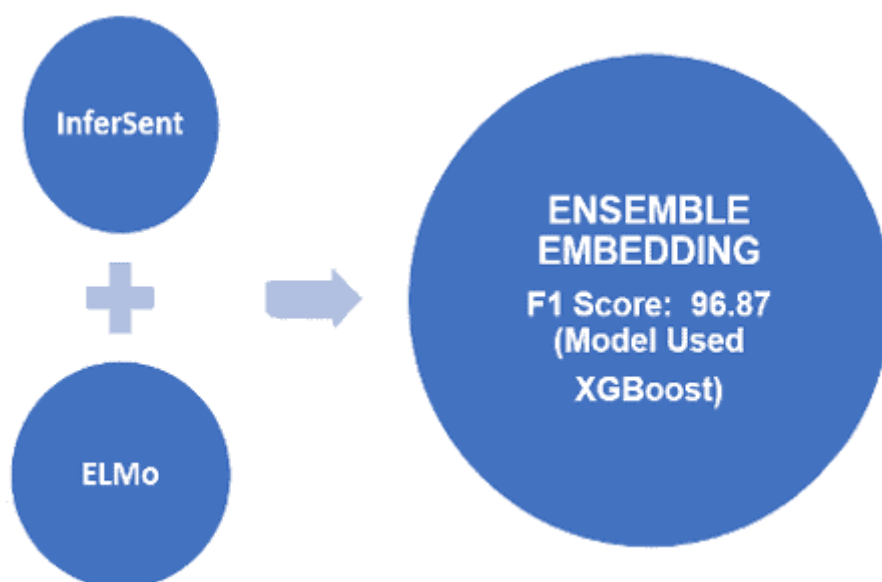 InferSent
ELMo
ENSEMBLE
EMBEDDING
F1 Score: 96.87
(Model Used
XGBoost)